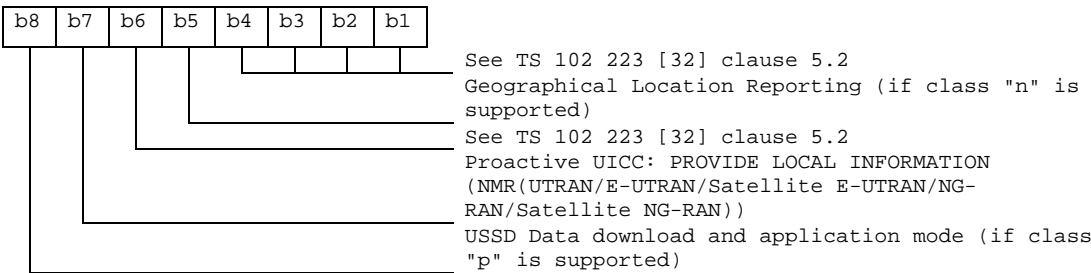 b8 b7 b6 b5 b4 b3 b2 b1
See TS 102 223 [32] clause 5.2
Geographical Location Reporting (if class "n" is
supported)
See TS 102 223 [32] clause 5.2
Proactive UICC: PROVIDE LOCAL INFORMATION
(NMR(UTRAN/E-UTRAN/Satellite E-UTRAN/NG-
RAN/Satellite NG-RAN))
USSD Data download and application mode (if class
"p" is supported)